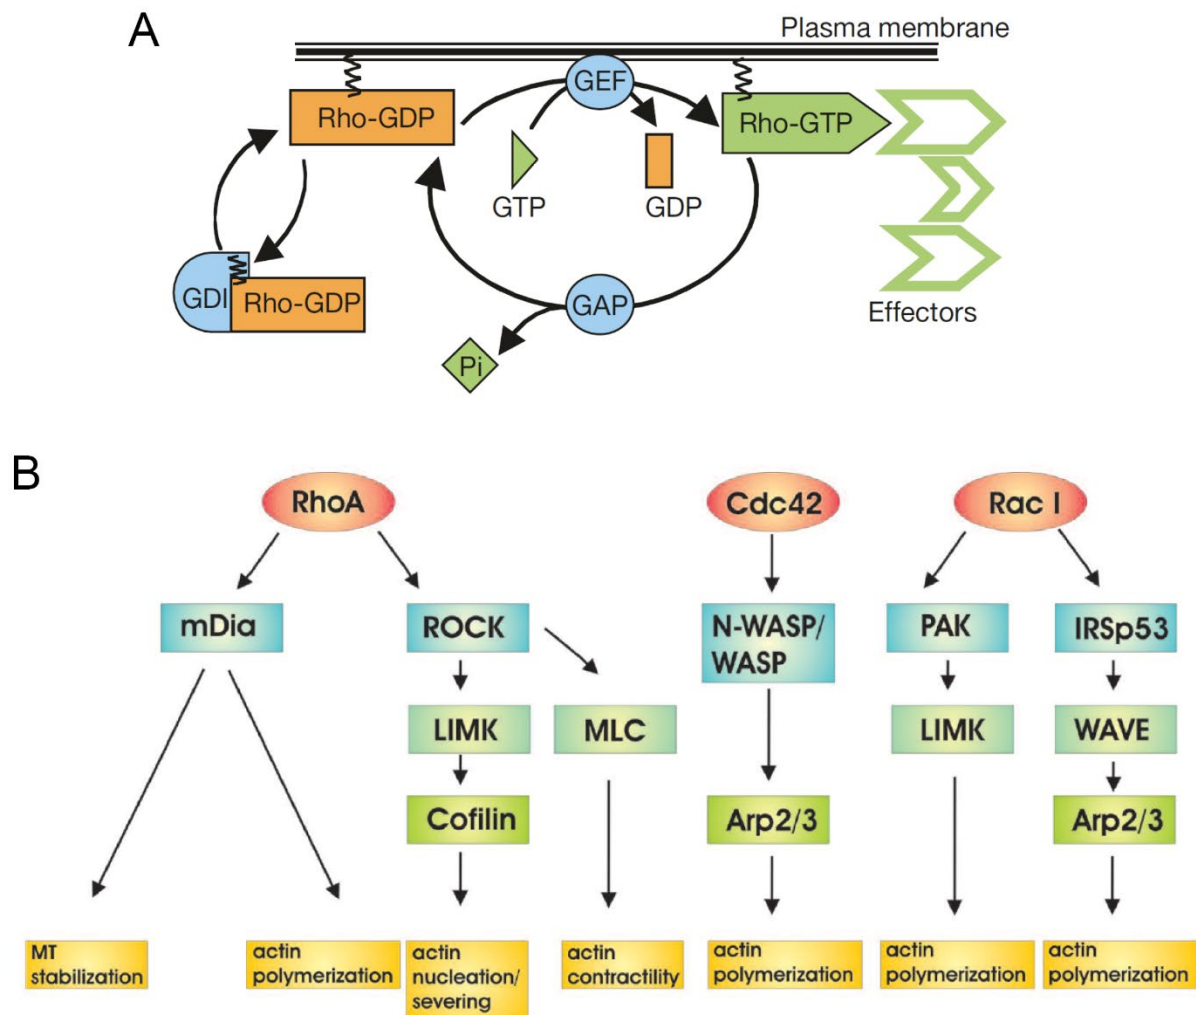 A
Plasma membrane
GEF
Rho-GDP
Rho-GTP
GTP
GDP
GDI
Rho-GDP
GAP
Effectors
Pi
B
RhoA
Cdc42
Rac I
mDia
ROCK
N-WASP/
WASP
PAK
IRSp53
LIMK
MLC
LIMK
WAVE
Cofilin
Arp2/3
Arp2/3
MT
stabilization
actin
polymerization
actin
nucleation/
severing
actin
contractility
actin
polymerization
actin
polymerization
actin
polymerization